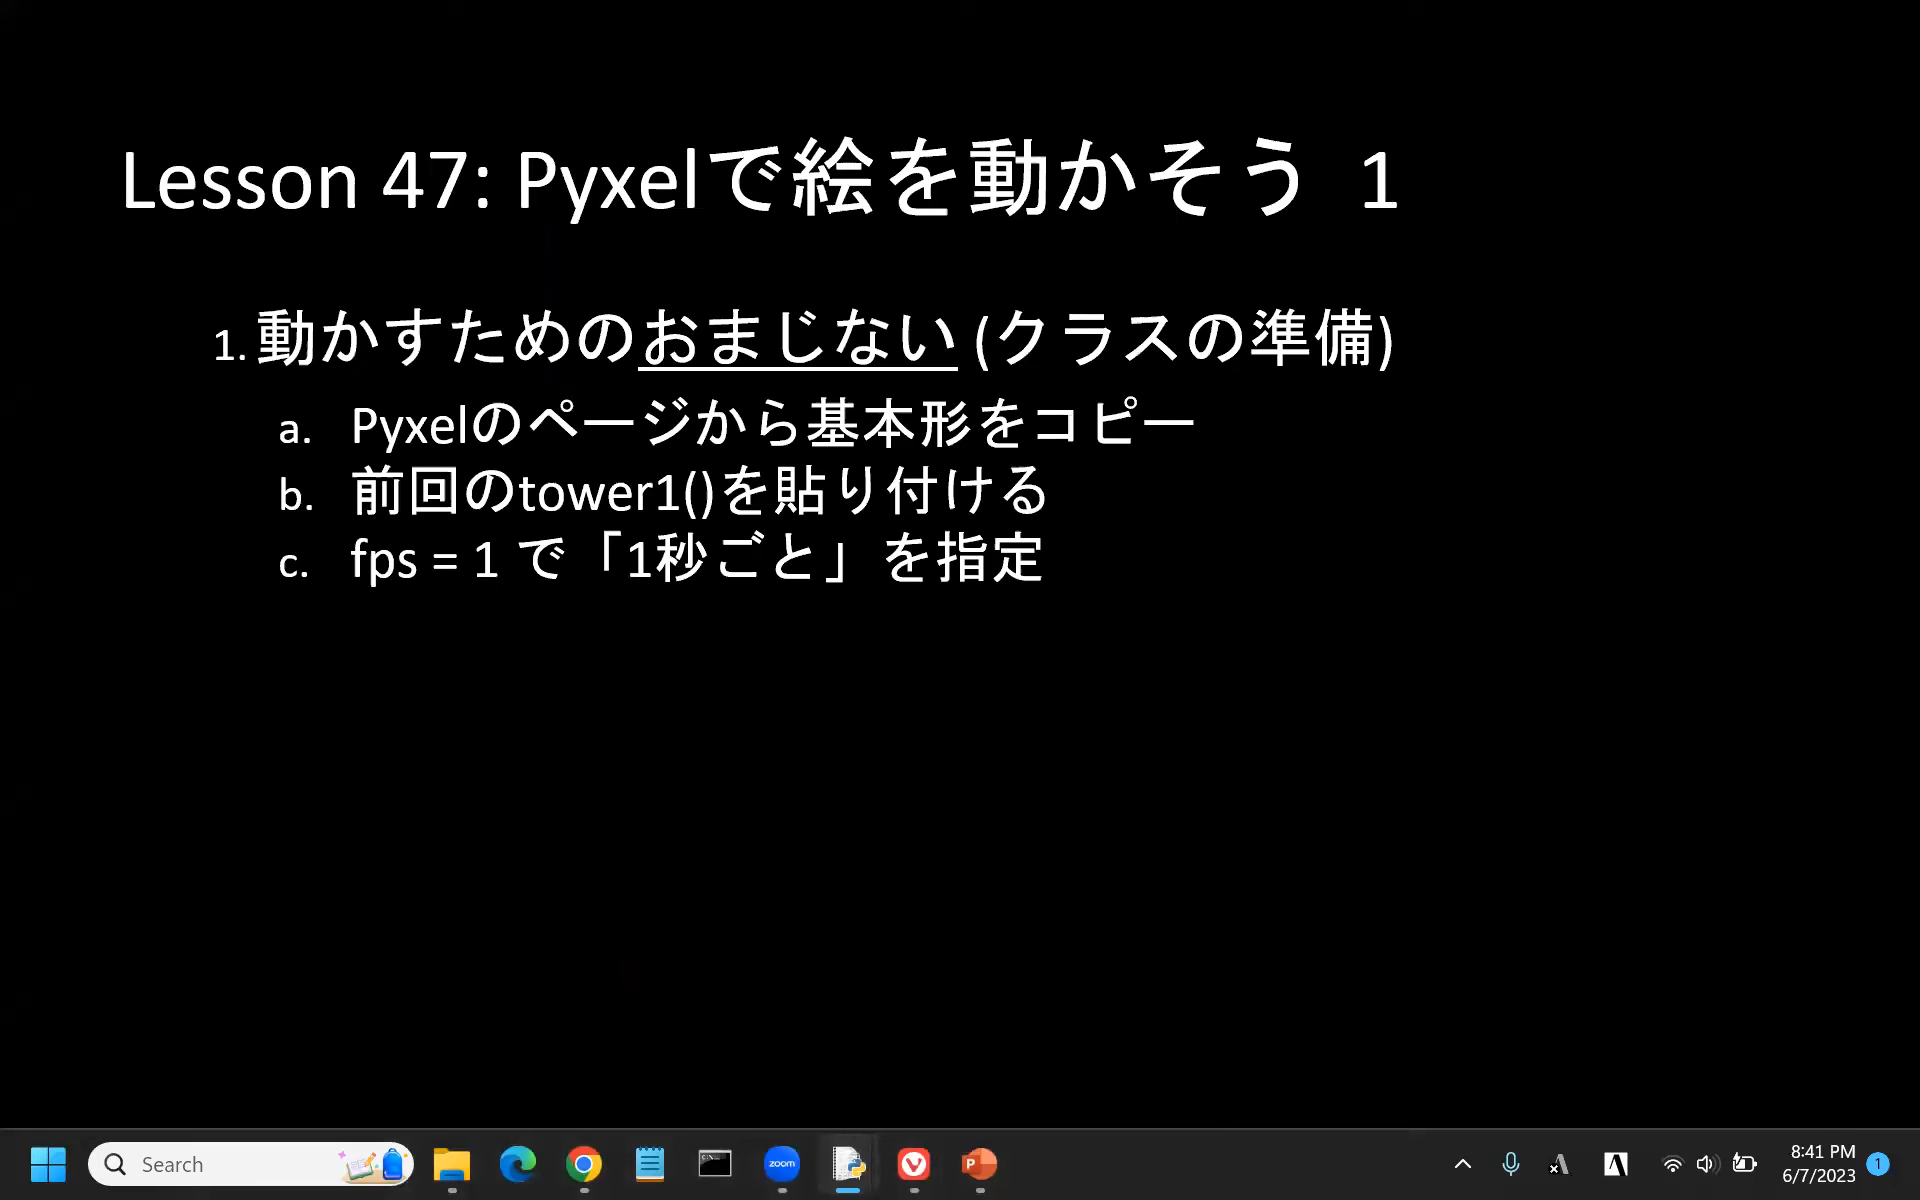 Lesson 47: Pyxelで絵を動かそう 1
1. 動かすためのおまじない (クラスの準備)
a. Pyxelのページから基本形をコピー
b. 前回のtower1()を貼り付ける
c. fps = 1 で「1秒ごと」を指定
Search
zoom
8:41 PM
6/7/2023
1